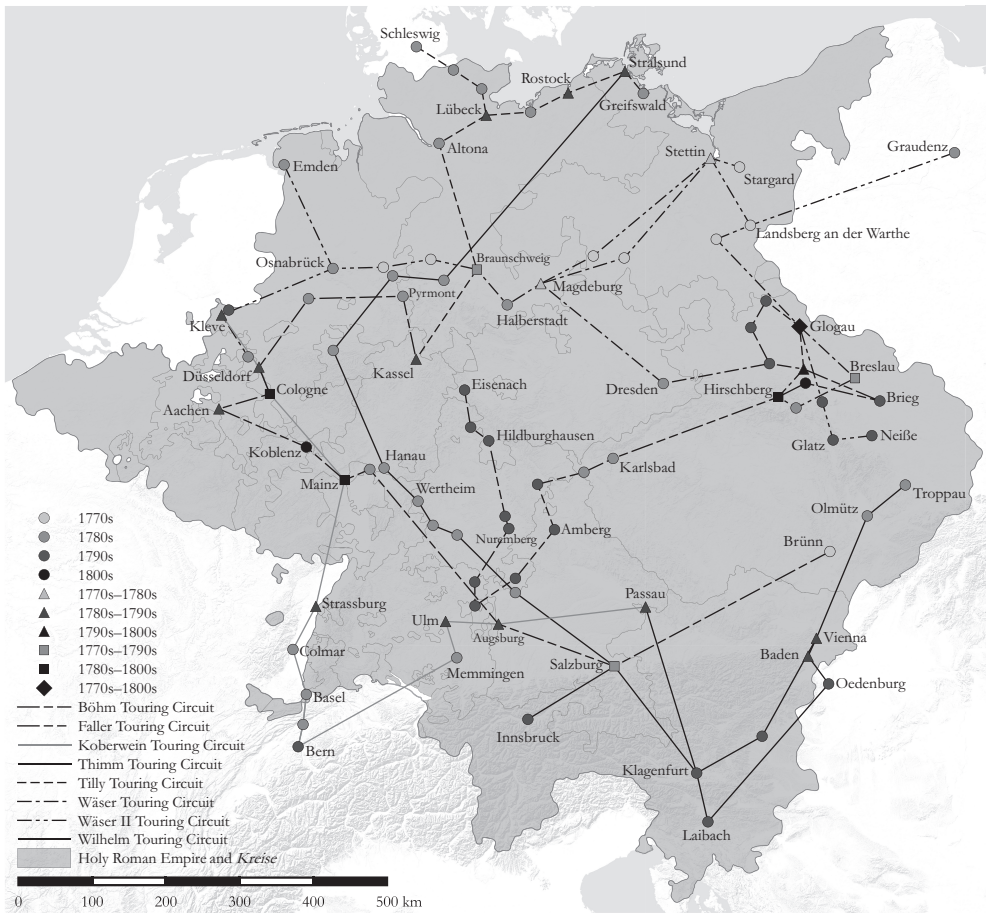 Schleswig
Rostock
Stralsund
Lübeck
Greifswald
Altona
Stettin
Graudenz
Emden
Stargard
Landsberg an der Warthe
Osnabrück
Braunschweig
Pyrmont
Magdeburg
Halberstadt
Kleve
Glogau
Kassel
Breslau
Düsseldorf
Eisenach
Dresden
Hirschberg
Cologne
Brieg
Aachen
Hildburghausen
Neiße
Koblenz
Glatz
Hanau
Karlsbad
Mainz
Wertheim
Troppau
Olmütz
Nuremberg
Amberg
Brünn
Strassburg
Passau
Ulm
Augsburg
Vienna
Colmar
Baden
Salzburg
Memmingen
Oedenburg
Basel
Innsbruck
Bern
Klagenfurt
Laibach
1770s
1780s
1790s
1800s
1770s–1780s
1780s–1790s
1790s–1800s
1770s–1790s
1780s–1800s
1770s–1800s
Böhm Touring Circuit
Faller Touring Circuit
Koberwein Touring Circuit
Thimm Touring Circuit
Tilly Touring Circuit
Wäser Touring Circuit
Wäser II Touring Circuit
Wilhelm Touring Circuit
Holy Roman Empire and Kreise
0 100 200 300 400 500 km